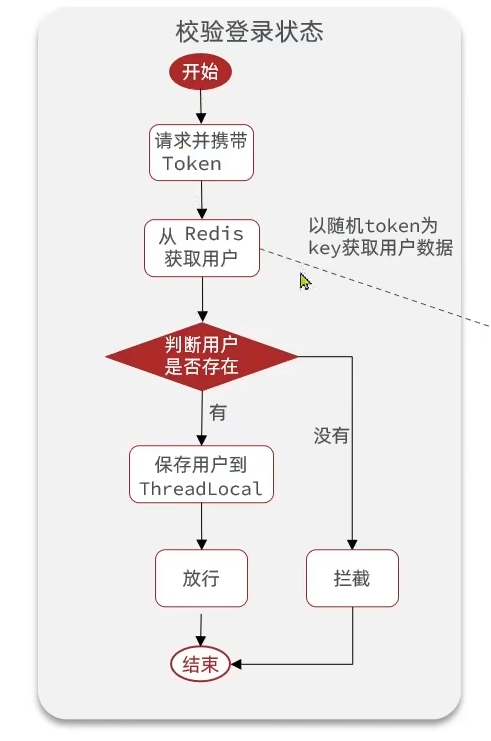 校验登录状态
开始
请求并携带
Token
从 Redis
获取用户
以随机token为
key获取用户数据
判断用户
是否存在
有
没有
保存用户到
ThreadLocal
放行
拦截
结束